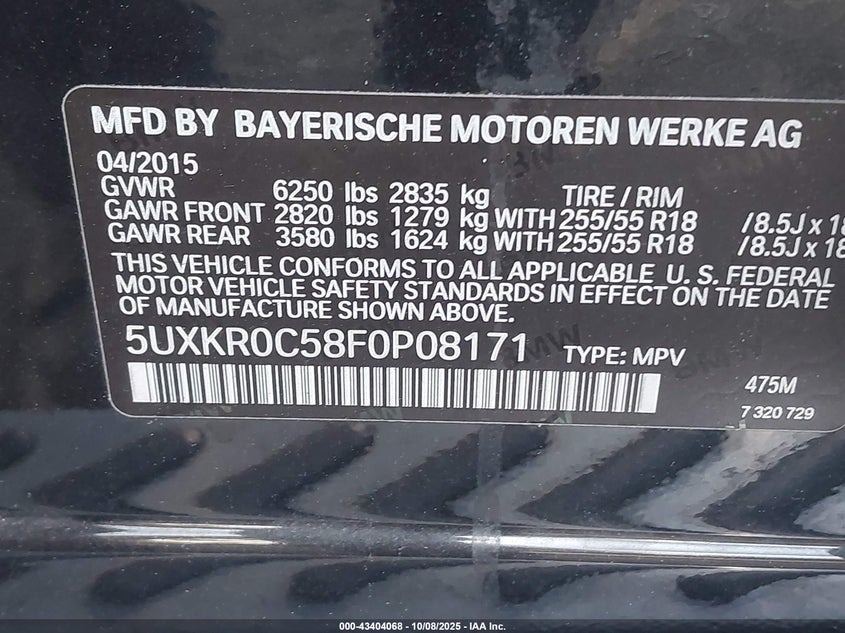 MFD BY BAYERISCHE MOTOREN WERKE AG
04/2015
GVWR 6250 lbs 2835 kg TIRE / RIM
GAWR FRONT 2820 lbs 1279 kg WITH 255/55 R18 /8.5J x 18
GAWR REAR 3580 lbs 1624 kg WITH 255/55 R18 /8.5J x 18
THIS VEHICLE CONFORMS TO ALL APPLICABLE U. S. FEDERAL
MOTOR VEHICLE SAFETY STANDARDS IN EFFECT ON THE DATE
OF MANUFACTURE SHOWN ABOVE.
5UXKR0C58F0P08171 TYPE: MPV
475M
7 320 729
000-43404068 - 10/08/2025 - IAA Inc.